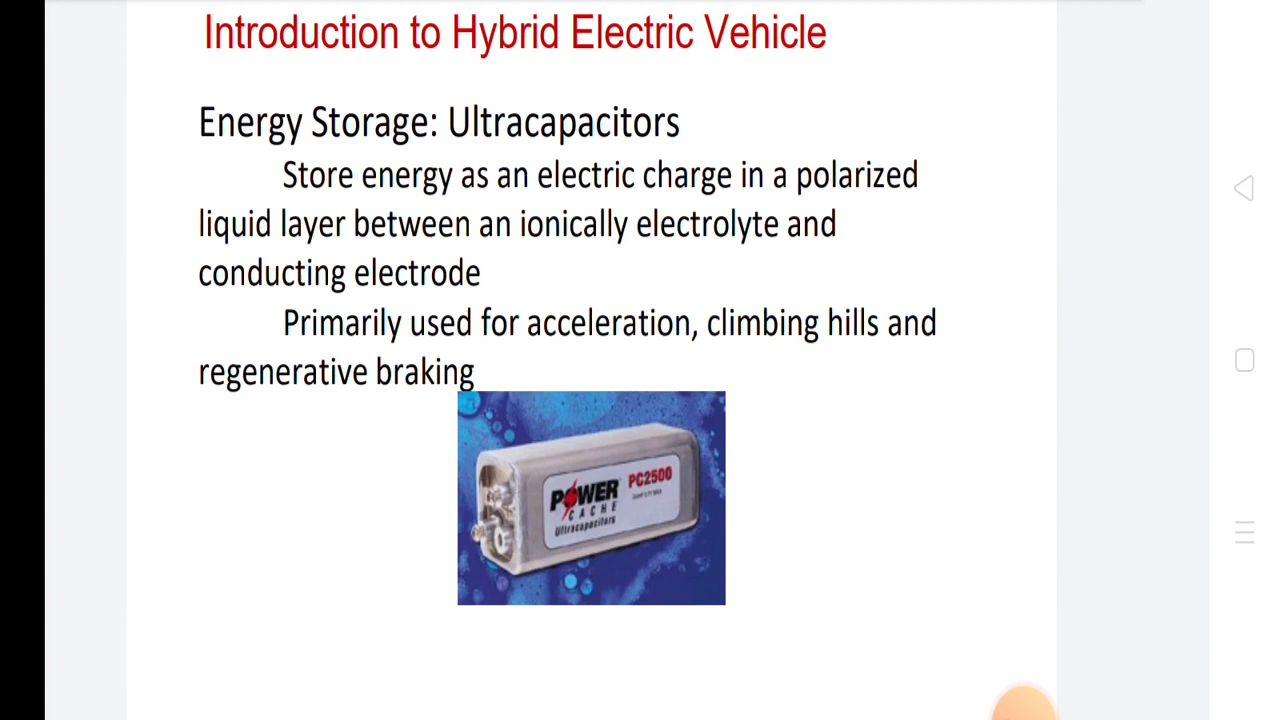 Introduction to Hybrid Electric Vehicle
Energy Storage: Ultracapacitors
Store energy as an electric charge in a polarized
liquid layer between an ionically electrolyte and
conducting electrode
Primarily used for acceleration, climbing hills and
regenerative braking
POWER
CACHE
Ultracapacitors
PC2500